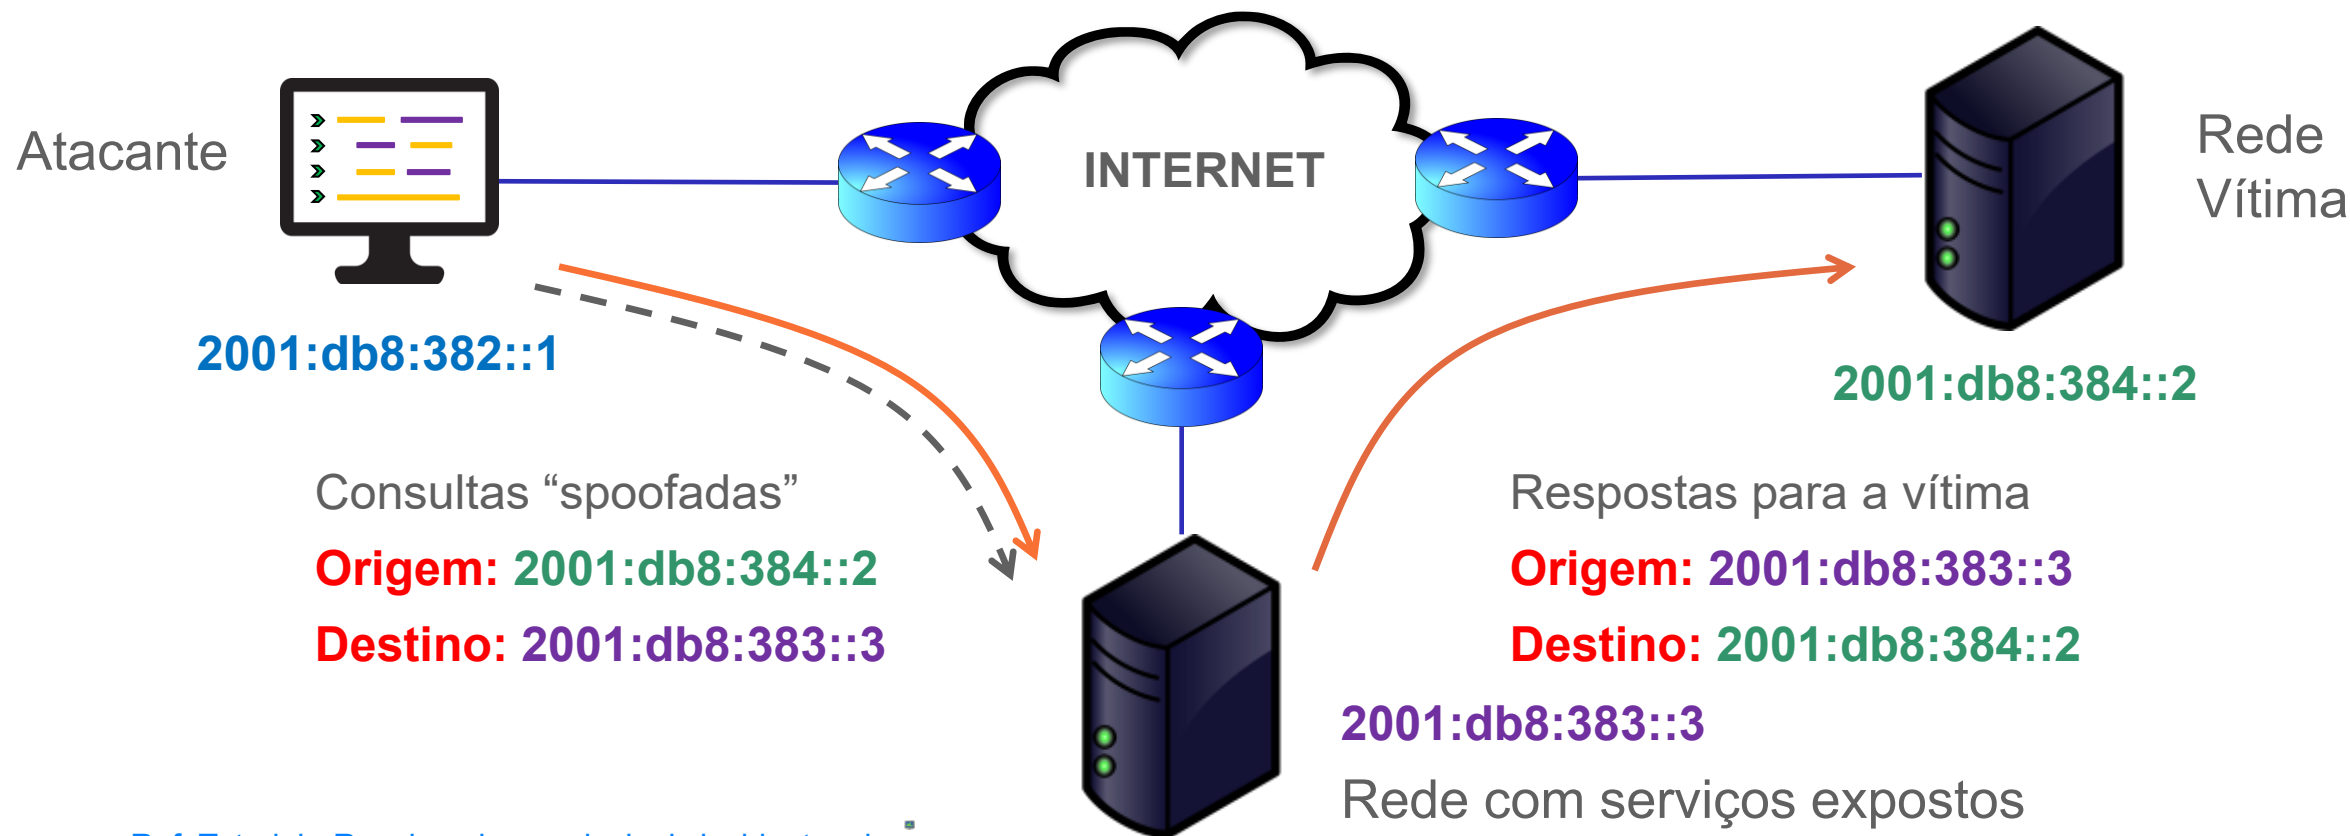 Atacante
INTERNET
Rede
Vítima
2001:db8:382::1
2001:db8:384::2
Consultas “spoofadas”
Origem: 2001:db8:384::2
Destino: 2001:db8:383::3
Respostas para a vítima
Origem: 2001:db8:383::3
Destino: 2001:db8:384::2
2001:db8:383::3
Rede com serviços expostos